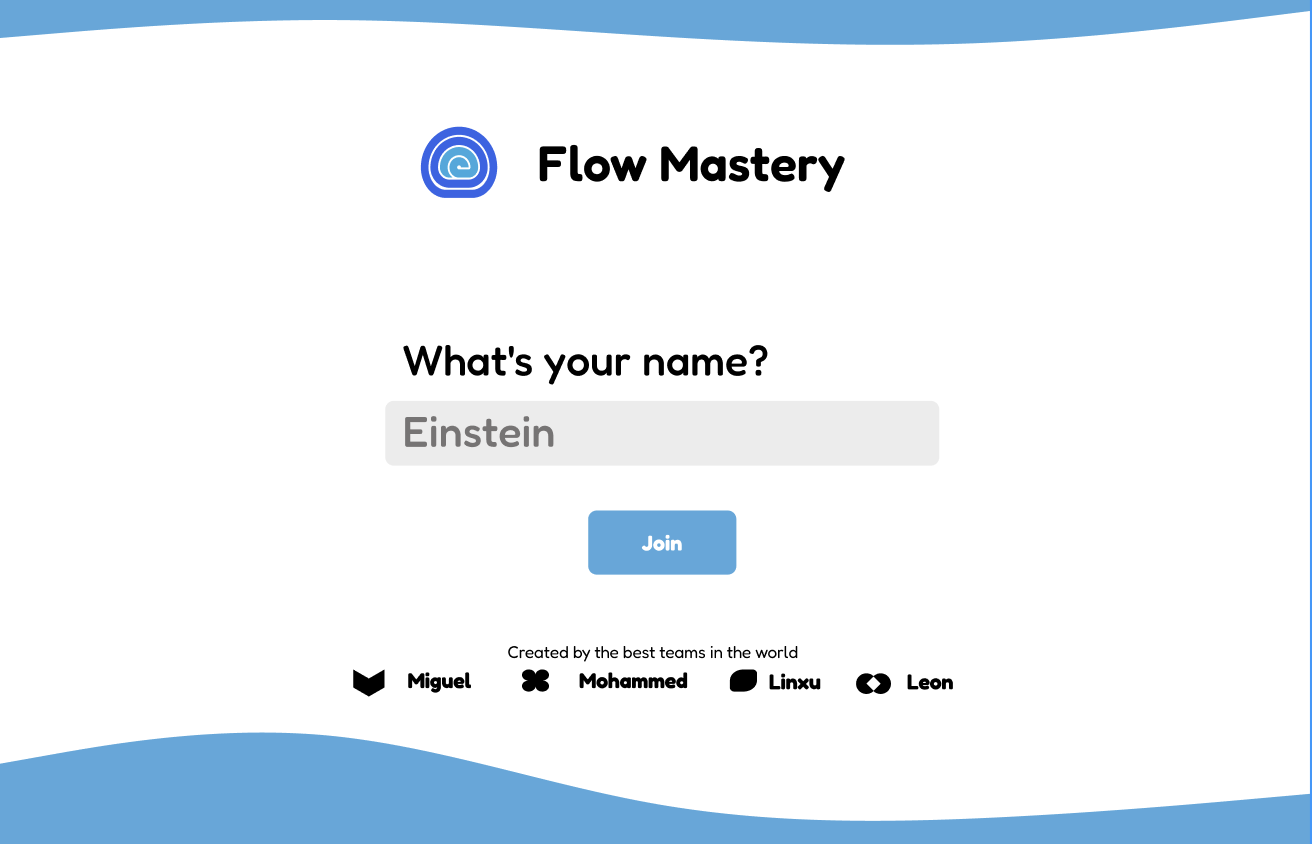 Flow Mastery
What's your name?
Einstein
Join
Created by the best teams in the world
Miguel Mohammed Linxu Leon